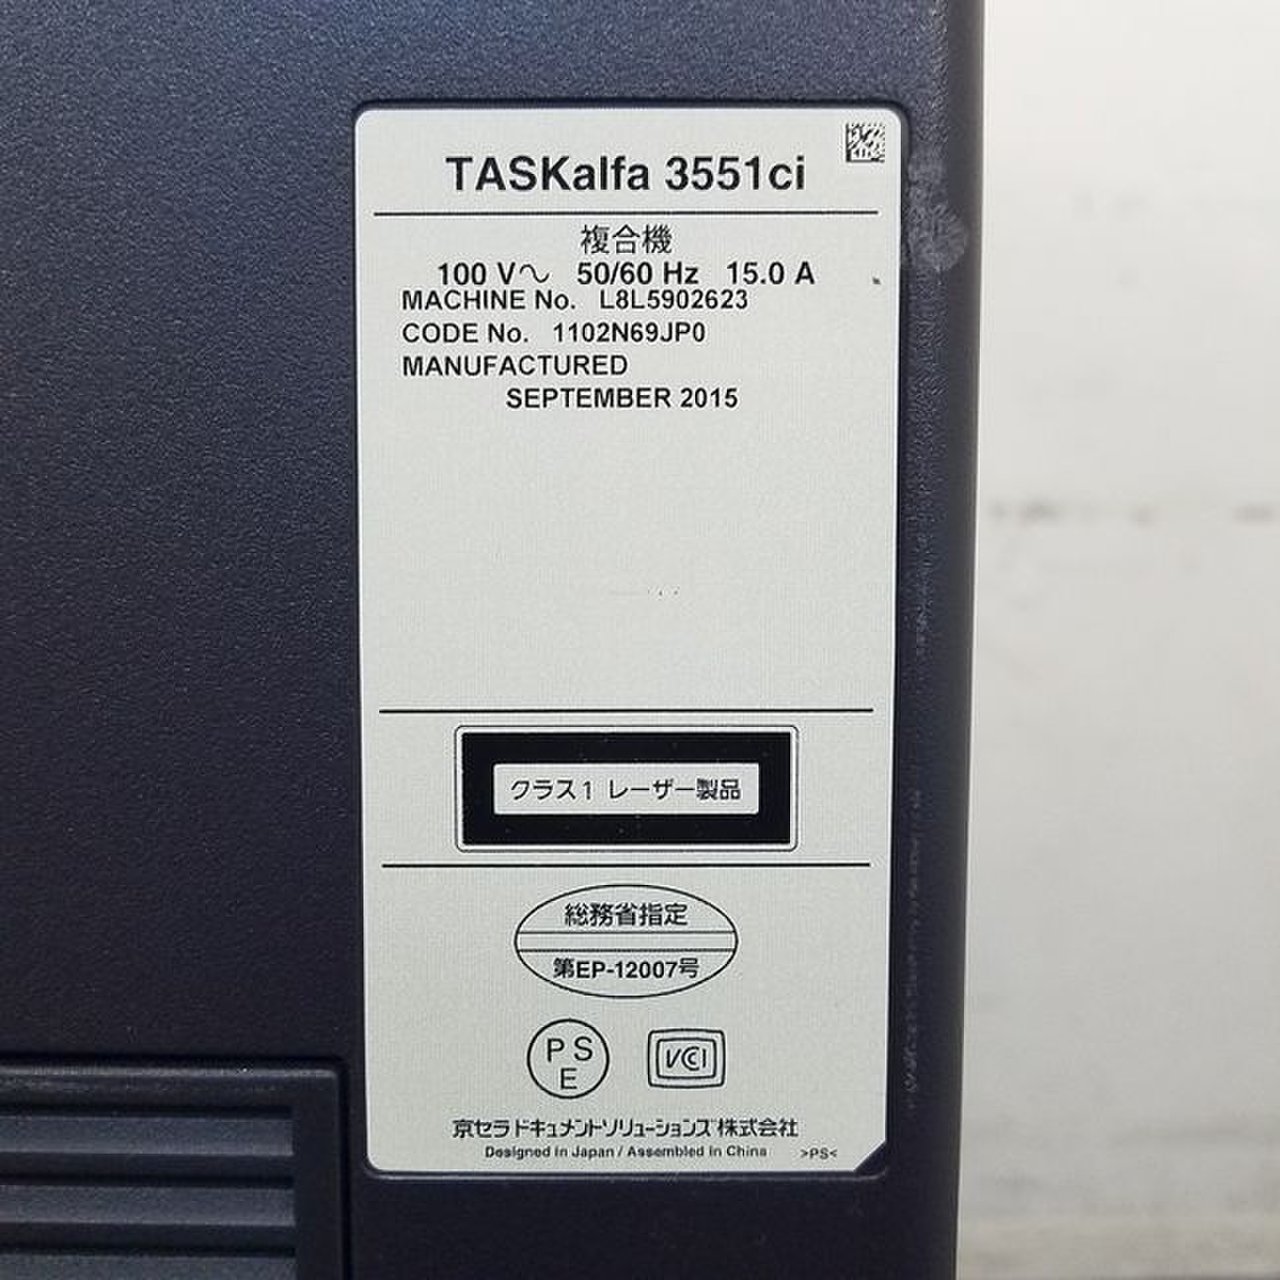 TASKalfa 3551ci
複合機
100 V〜 50/60 Hz 15.0 A
MACHINE No. L8L5902623
CODE No. 1102N69JP0
MANUFACTURED
SEPTEMBER 2015
クラス1 レーザー製品
総務省指定
第EP-12007号
PS
E
VCCI
京セラドキュメントソリューションズ株式会社
Designed in Japan / Assembled in China >PS<